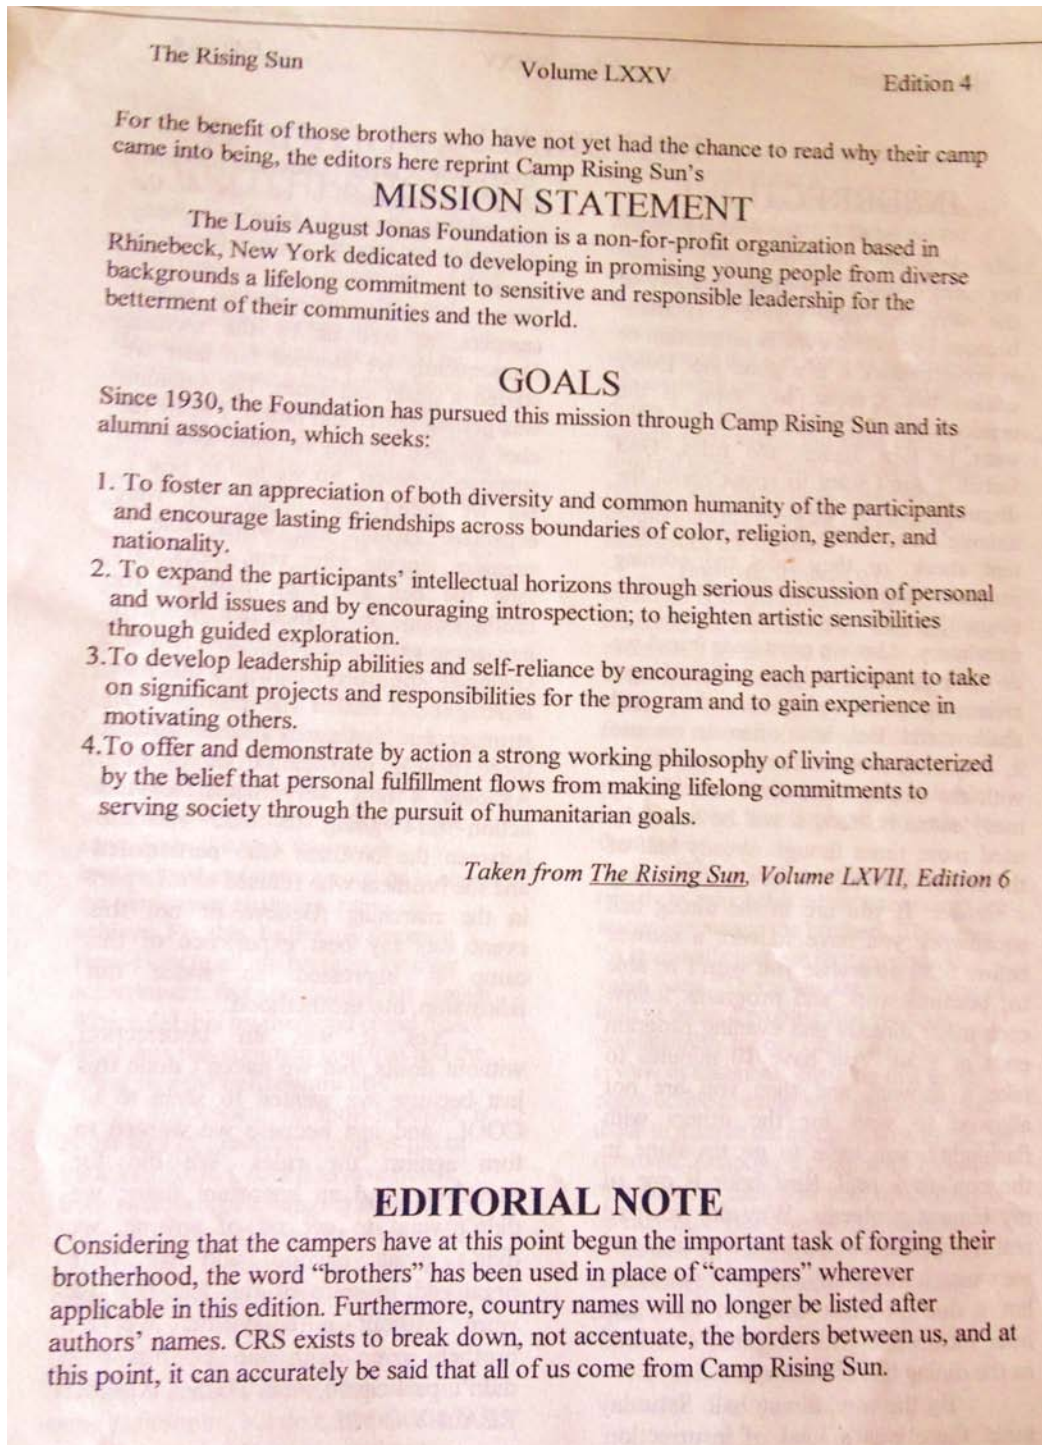 The Rising Sun Volume LXXV Edition 4
For the benefit of those brothers who have not yet had the chance to read why their camp
came into being, the editors here reprint Camp Rising Sun's
MISSION STATEMENT
The Louis August Jonas Foundation is a non-for-profit organization based in
Rhinebeck, New York dedicated to developing in promising young people from diverse
backgrounds a lifelong commitment to sensitive and responsible leadership for the
betterment of their communities and the world.
GOALS
Since 1930, the Foundation has pursued this mission through Camp Rising Sun and its
alumni association, which seeks:
1. To foster an appreciation of both diversity and common humanity of the participants
and encourage lasting friendships across boundaries of color, religion, gender, and
nationality.
2. To expand the participants' intellectual horizons through serious discussion of personal
and world issues and by encouraging introspection; to heighten artistic sensibilities
through guided exploration.
3.To develop leadership abilities and self-reliance by encouraging each participant to take
on significant projects and responsibilities for the program and to gain experience in
motivating others.
4.To offer and demonstrate by action a strong working philosophy of living characterized
by the belief that personal fulfillment flows from making lifelong commitments to
serving society through the pursuit of humanitarian goals.
Taken from The Rising Sun, Volume LXVII, Edition 6
EDITORIAL NOTE
Considering that the campers have at this point begun the important task of forging their
brotherhood, the word “brothers” has been used in place of “campers” wherever
applicable in this edition. Furthermore, country names will no longer be listed after
authors' names. CRS exists to break down, not accentuate, the borders between us, and at
this point, it can accurately be said that all of us come from Camp Rising Sun.